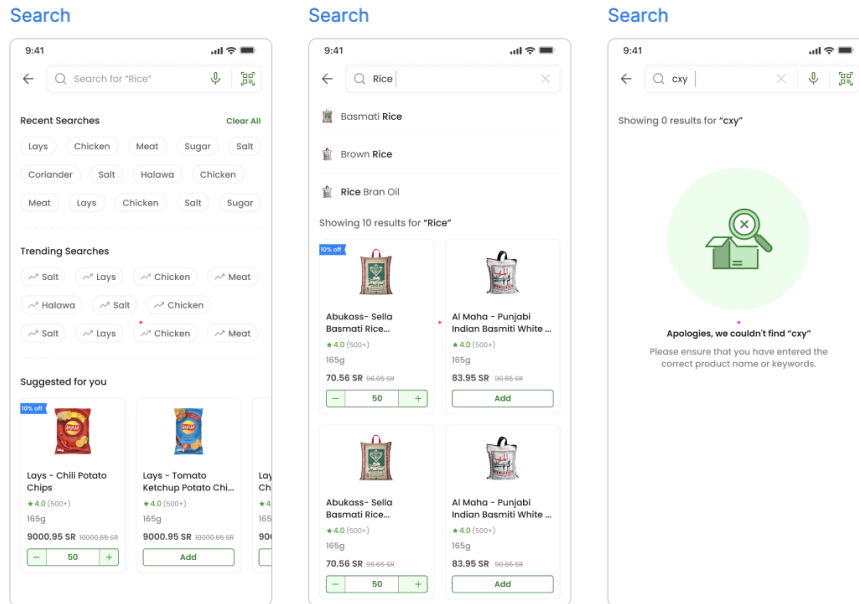 Search
9:41
Search for “Rice”
Recent Searches Clear All
Lays Chicken Meat Sugar Salt
Coriander Salt Halawa Chicken
Meat Lays Chicken Salt Sugar
Trending Searches
Salt Lays Chicken Meat
Halawa Salt Chicken
Salt Lays Chicken Meat
Suggested for you
10% off
Lays - Chili Potato
Chips
4.0 (500+)
165g
9000.95 SR 10000.65 SR
- 50 +
Lays - Tomato
Ketchup Potato Chi...
4.0 (500+)
165g
9000.95 SR 10000.65 SR
Add
Lay
Ch
4
165
900
Search
9:41
Rice
Basmati Rice
Brown Rice
Rice Bran Oil
Showing 10 results for “Rice”
10% off
Abukass- Sella
Basmati Rice...
4.0 (500+)
165g
70.56 SR 96.65 SR
- 50 +
Al Maha - Punjabi
Indian Basmiti White ...
4.0 (500+)
165g
83.95 SR 90.85 SR
Add
Abukass- Sella
Basmati Rice...
4.0 (500+)
165g
70.56 SR 96.65 SR
- 50 +
Al Maha - Punjabi
Indian Basmiti White ...
4.0 (500+)
165g
83.95 SR 90.85 SR
Add
Search
9:41
cxy
Showing 0 results for “cxy”
Apologies, we couldn't find “cxy”
Please ensure that you have entered the
correct product name or keywords.